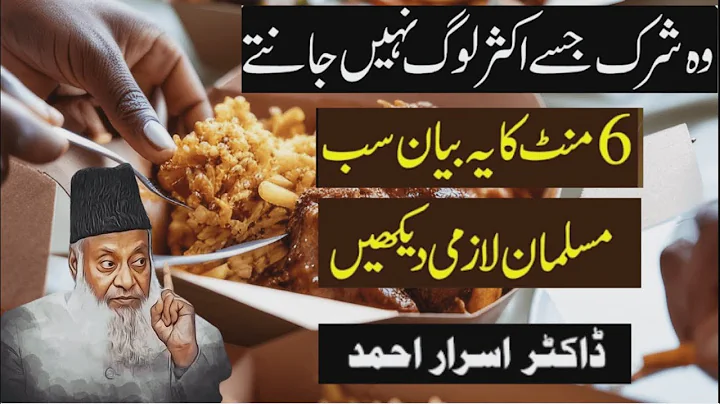 وہ شرک جسے اکثر لوگ نہیں جانتے
6 منٹ کا یہ بیان سب
مسلمان لازمی دیکھیں
ڈاکٹر اسرار احمد